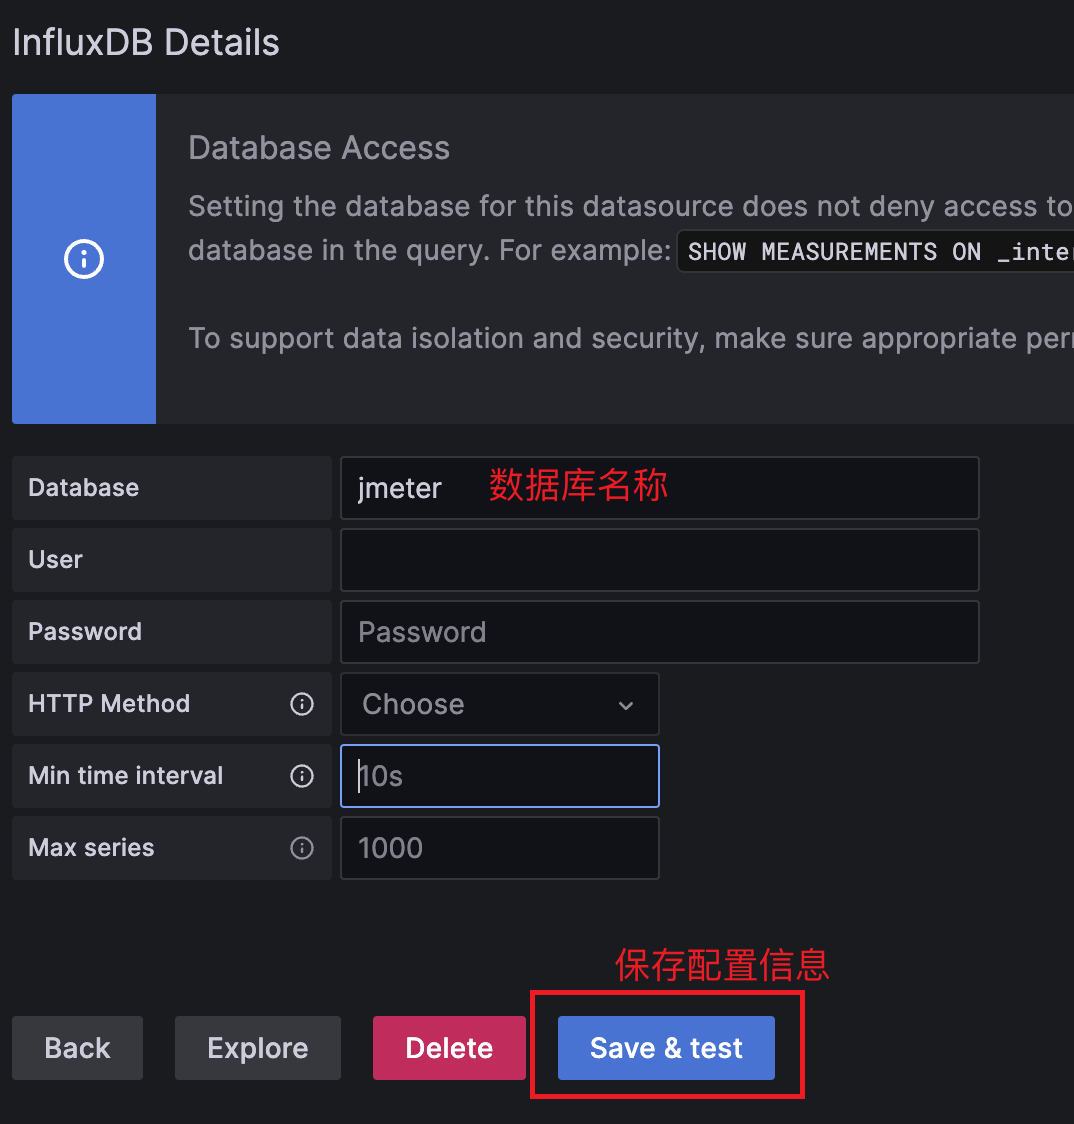 InfluxDB Details
Database Access
Setting the database for this datasource does not deny access to
database in the query. For example: SHOW MEASUREMENTS ON _inter
To support data isolation and security, make sure appropriate
Database jmeter 数据库名称
User
Password Password
HTTP Method Choose
Min time interval 10s
Max series 1000
保存配置信息
Back Explore Delete Save & test